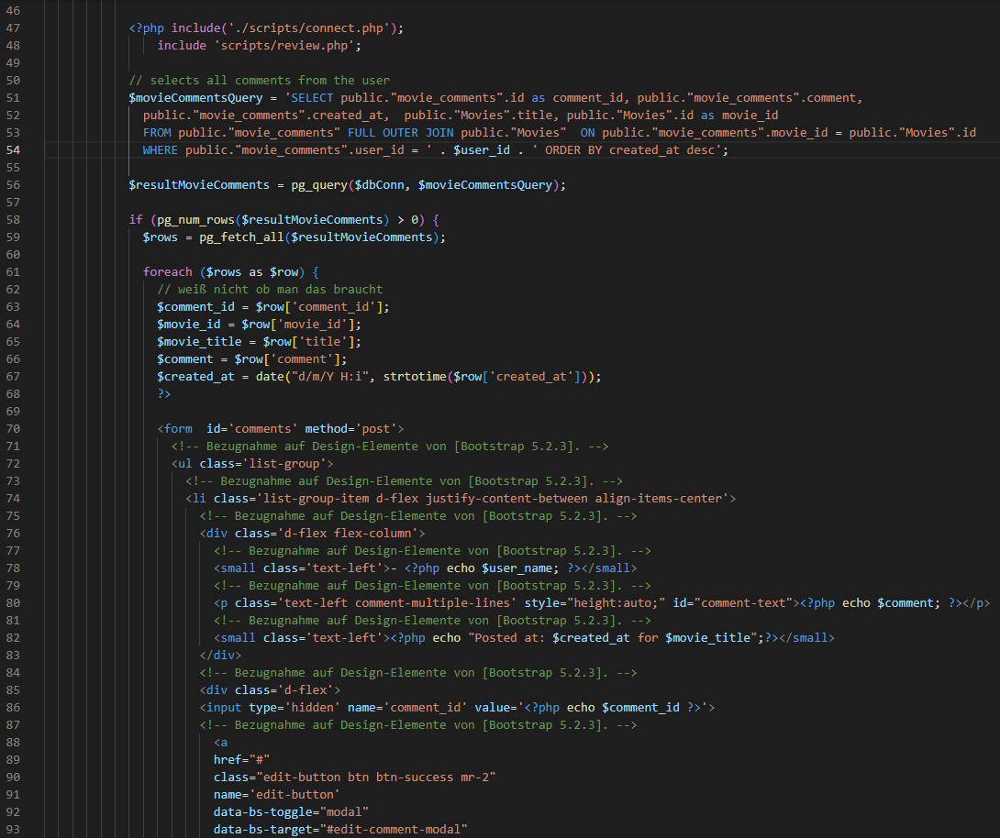 46
47 <?php include('./scripts/connect.php');
48 include 'scripts/review.php';
49
50 // selects all comments from the user
51 $movieCommentsQuery = 'SELECT public."movie_comments".id as comment_id, public."movie_comments".comment,
52 public."movie_comments".created_at,  public."Movies".title, public."Movies".id as movie_id
53 FROM public."movie_comments" FULL OUTER JOIN public."Movies"  ON public."movie_comments".movie_id = public."Movies".id
54 WHERE public."movie_comments".user_id = ' . $user_id . ' ORDER BY created_at desc';
55
56 $resultMovieComments = pg_query($dbConn, $movieCommentsQuery);
57
58 if (pg_num_rows($resultMovieComments) > 0) {
59 $rows = pg_fetch_all($resultMovieComments);
60
61 foreach ($rows as $row) {
62 // weiß nicht ob man das braucht
63 $comment_id = $row['comment_id'];
64 $movie_id = $row['movie_id'];
65 $movie_title = $row['title'];
66 $comment = $row['comment'];
67 $created_at = date("d/m/Y H:i", strtotime($row['created_at']));
68 ?>
69
70 <form  id='comments' method='post'>
71 <!-- Bezugnahme auf Design-Elemente von [Bootstrap 5.2.3]. -->
72 <ul class='list-group'>
73 <!-- Bezugnahme auf Design-Elemente von [Bootstrap 5.2.3]. -->
74 <li class='list-group-item d-flex justify-content-between align-items-center'>
75 <!-- Bezugnahme auf Design-Elemente von [Bootstrap 5.2.3]. -->
76 <div class='d-flex flex-column'>
77 <!-- Bezugnahme auf Design-Elemente von [Bootstrap 5.2.3]. -->
78 <small class='text-left'>- <?php echo $user_name; ?></small>
79 <!-- Bezugnahme auf Design-Elemente von [Bootstrap 5.2.3]. -->
80 <p class='text-left comment-multiple-lines' style="height:auto;" id="comment-text"><?php echo $comment; ?></p>
81 <!-- Bezugnahme auf Design-Elemente von [Bootstrap 5.2.3]. -->
82 <small class='text-left'><?php echo "Posted at: $created_at for $movie_title";?></small>
83 </div>
84 <!-- Bezugnahme auf Design-Elemente von [Bootstrap 5.2.3]. -->
85 <div class='d-flex'>
86 <input type='hidden' name='comment_id' value='<?php echo $comment_id ?>'>
87 <!-- Bezugnahme auf Design-Elemente von [Bootstrap 5.2.3]. -->
88 <a
89 href="#"
90 class="edit-button btn btn-success mr-2"
91 name='edit-button'
92 data-bs-toggle="modal"
93 data-bs-target="#edit-comment-modal"